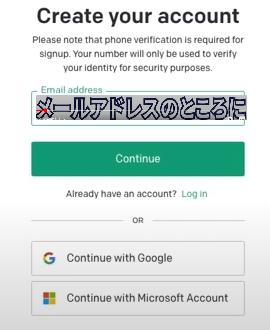 Create your account
Please note that phone verification is required for
signup. Your number will only be used to verify
your identity for security purposes.
Email address
メールアドレスのところに
Continue
Already have an account? Log in
OR
Continue with Google
Continue with Microsoft Account